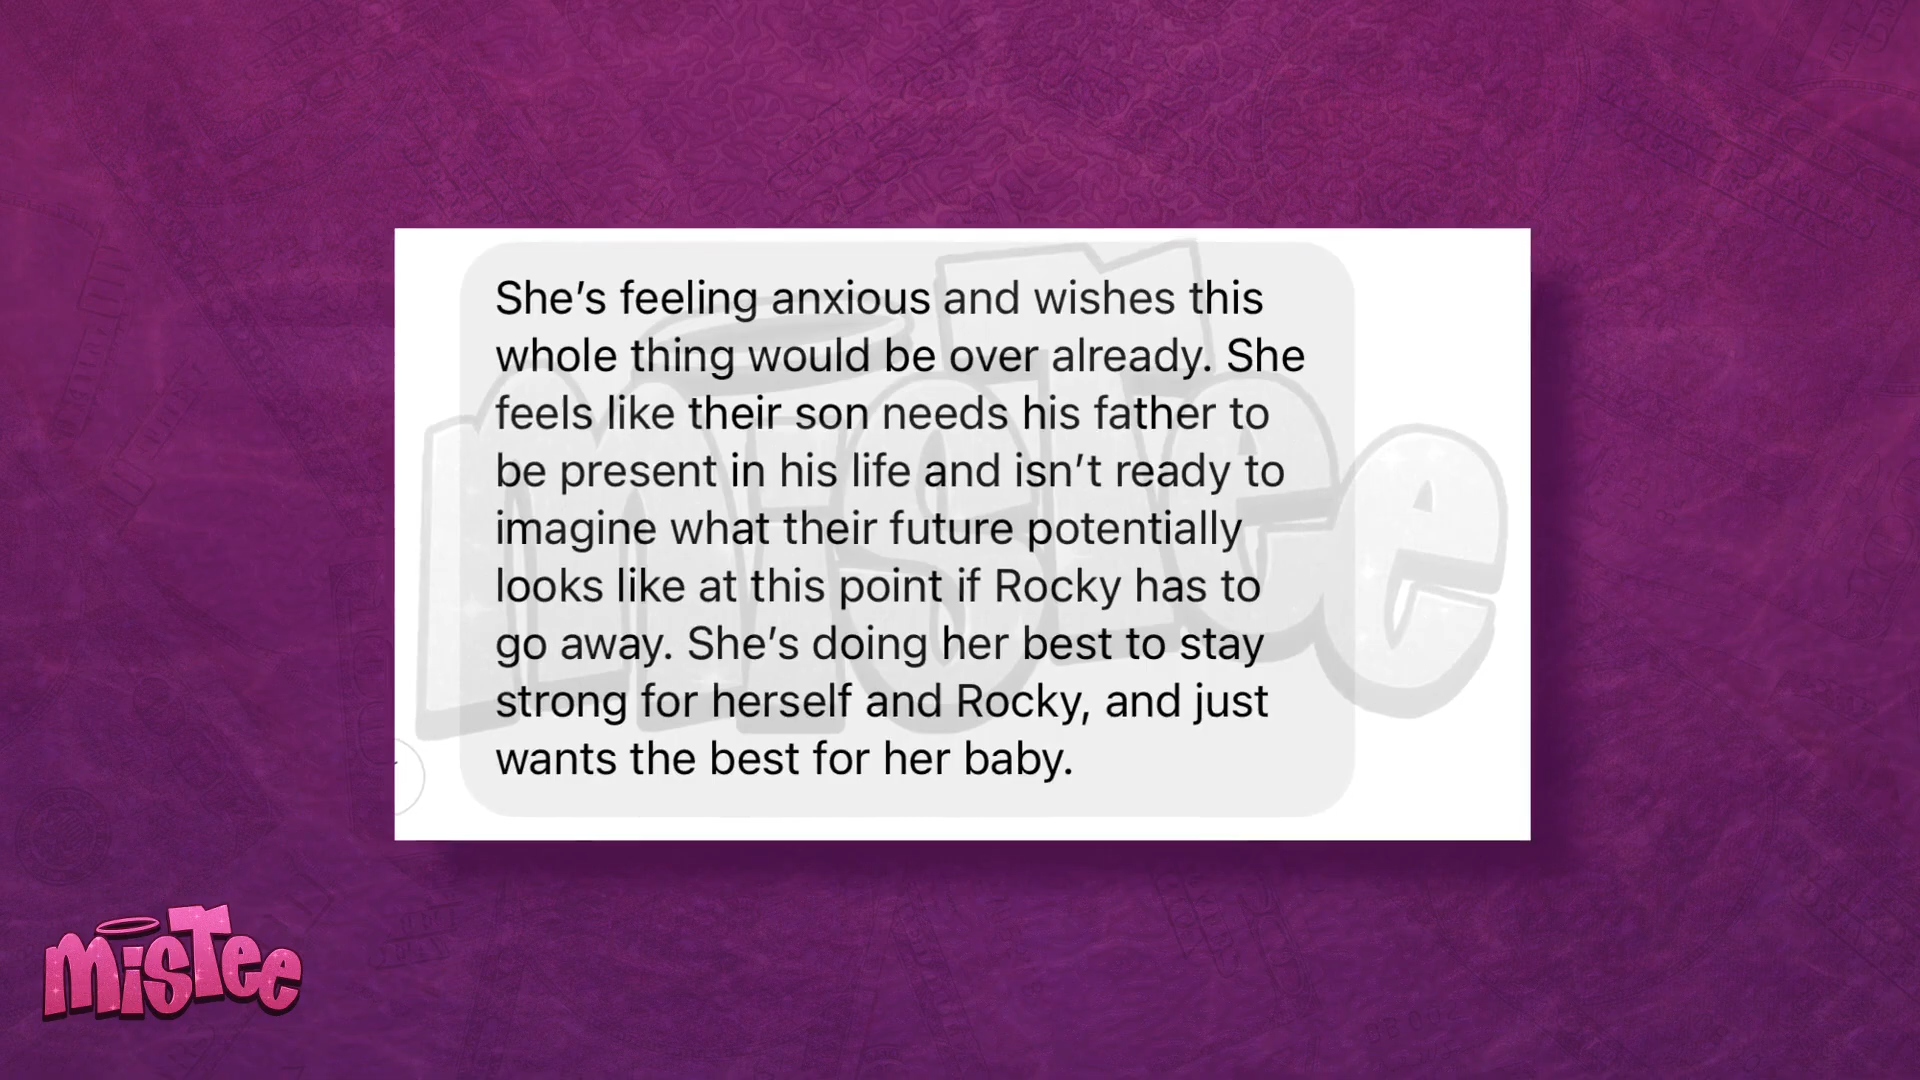 She’s feeling anxious and wishes this
whole thing would be over already. She
feels like their son needs his father to
be present in his life and isn’t ready to
imagine what their future potentially
looks like at this point if Rocky has to
go away. She’s doing her best to stay
strong for herself and Rocky, and just
wants the best for her baby.
misTee
misTee